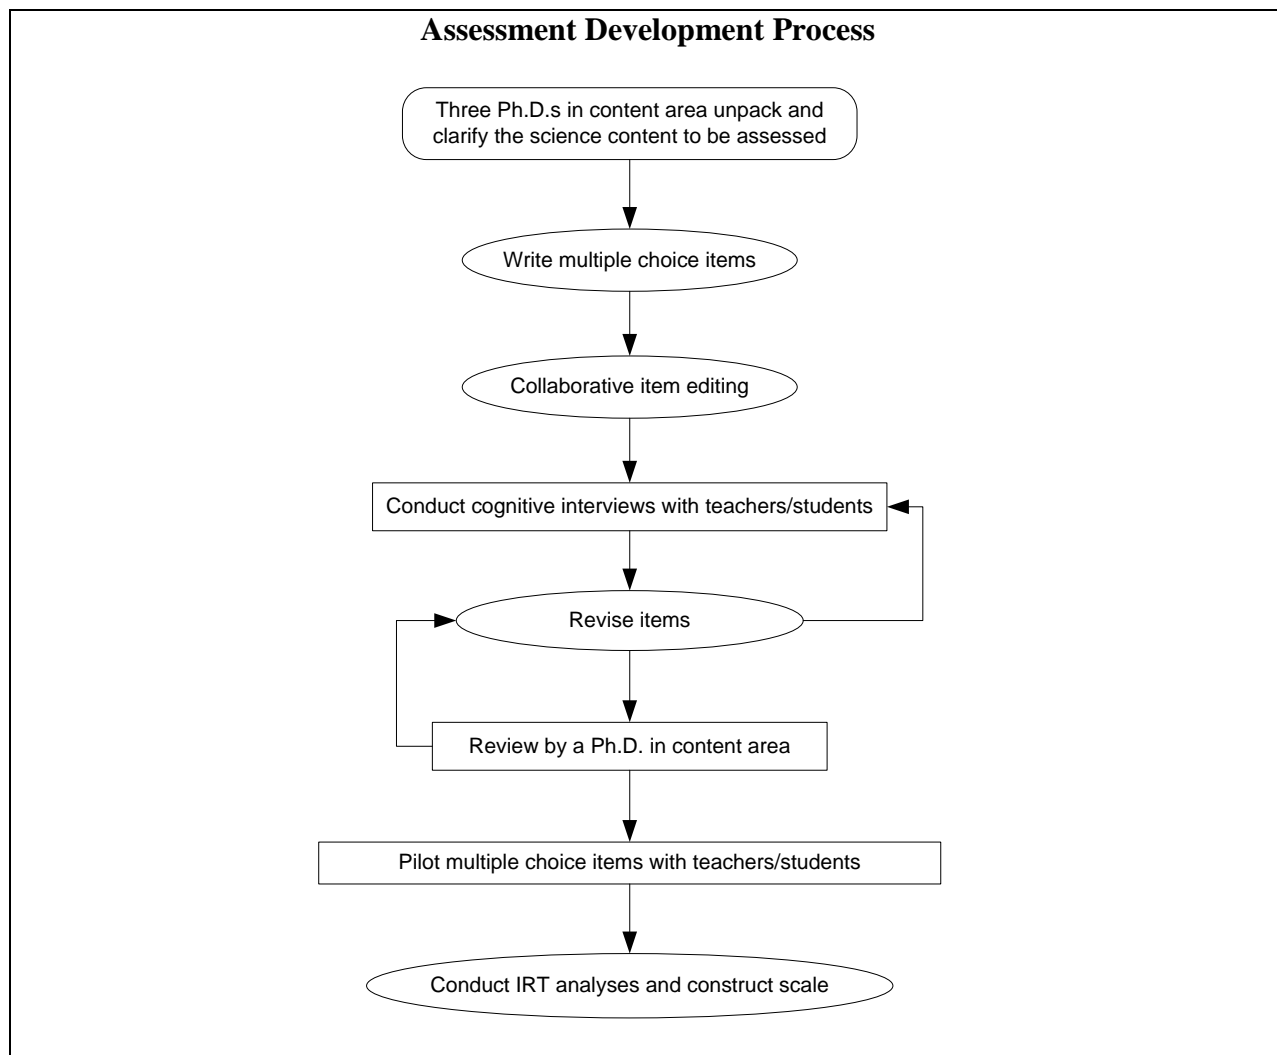 Assessment Development Process
Three Ph.D.s in content area unpack and
clarify the science content to be assessed
Write multiple choice items
Collaborative item editing
Conduct cognitive interviews with teachers/students
Revise items
Review by a Ph.D. in content area
Pilot multiple choice items with teachers/students
Conduct IRT analyses and construct scale